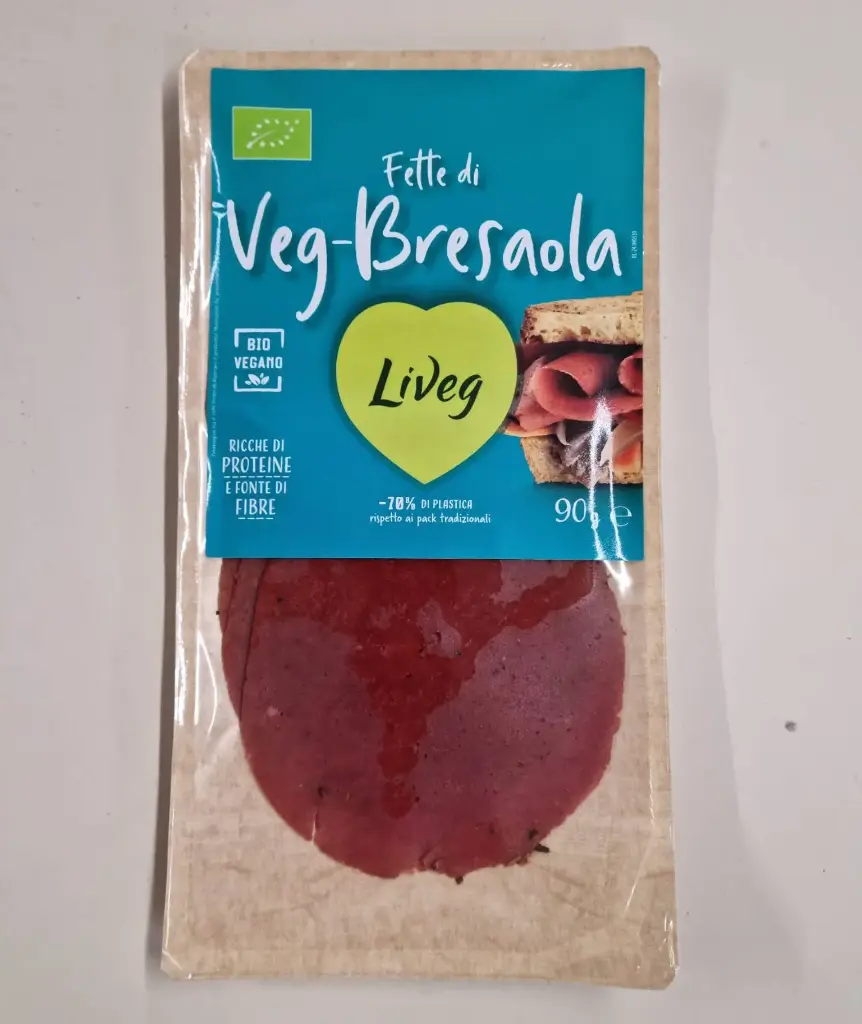 Fette di
Veg-Bresaola
BIO
VEGANO
Liveg
RICCHE DI
PROTEINE
E FONTE DI
FIBRE
-70% DI PLASTICA
rispetto ai pack tradizionali
90g e